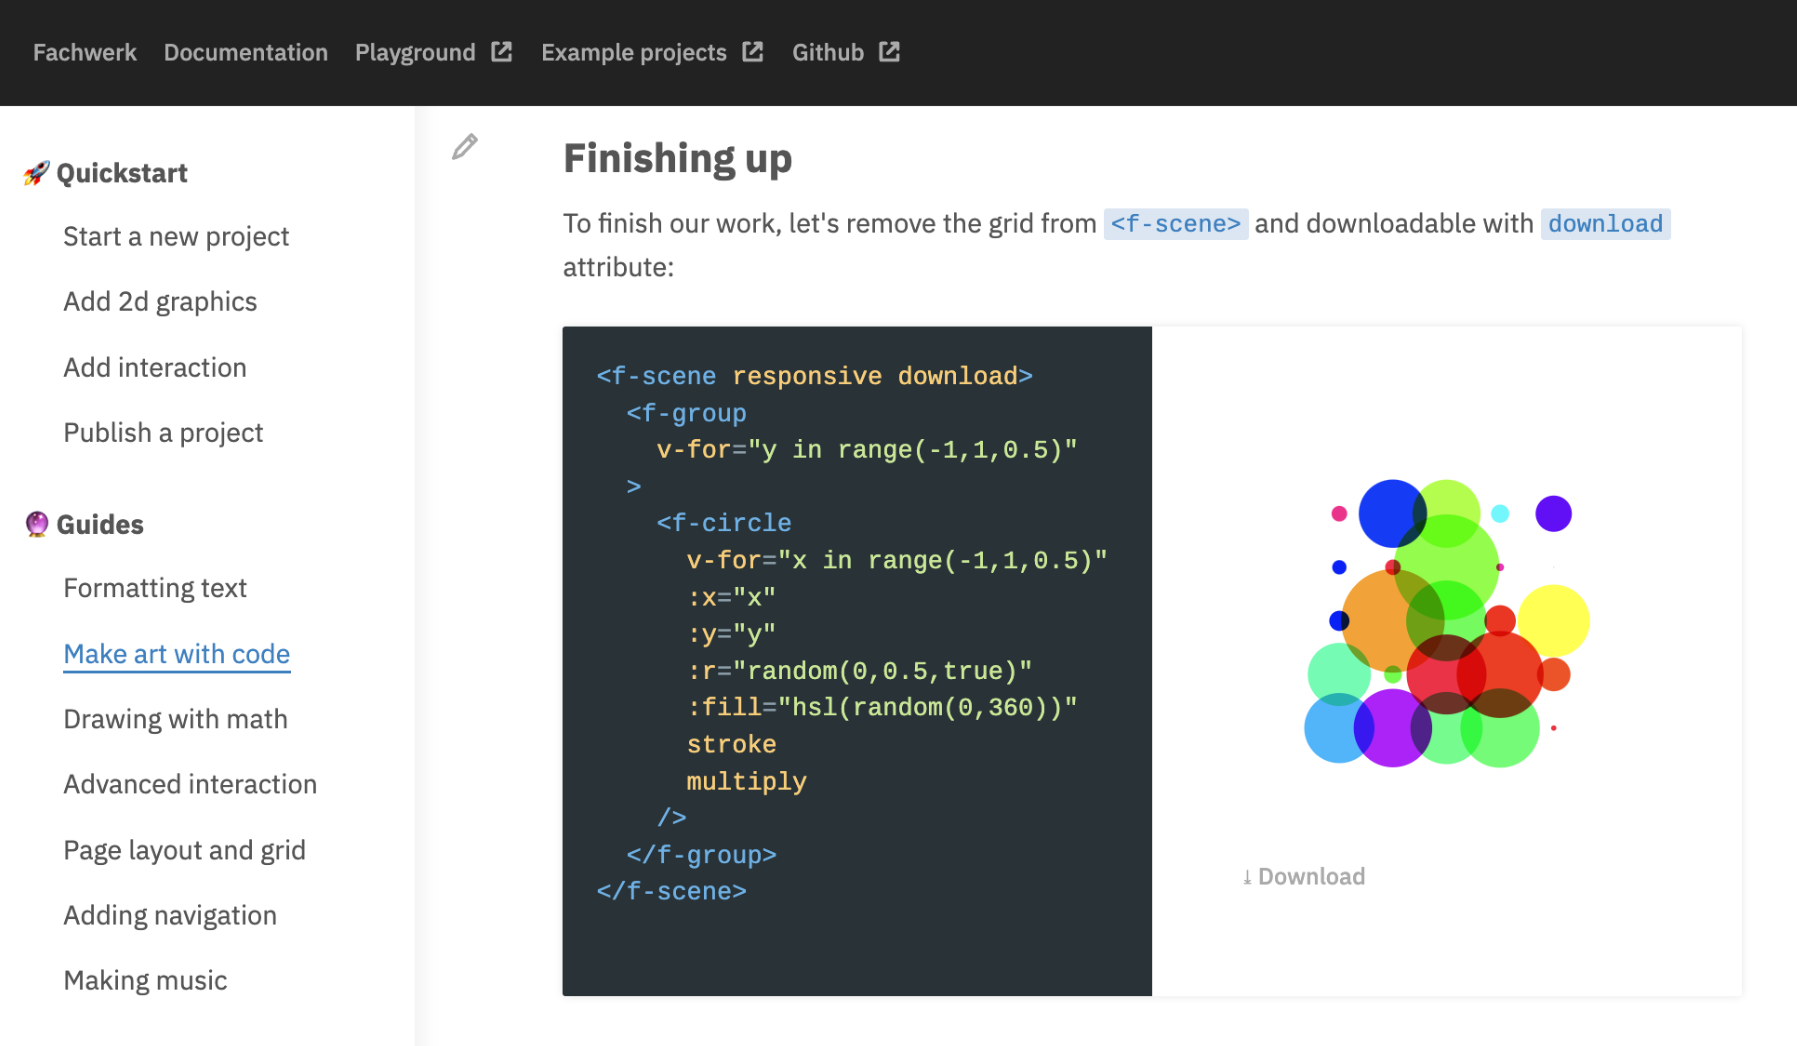 Fachwerk Documentation Playground Example projects Github
🚀 Quickstart
Start a new project
Add 2d graphics
Add interaction
Publish a project
🔮 Guides
Formatting text
Make art with code
Drawing with math
Advanced interaction
Page layout and grid
Adding navigation
Making music
Finishing up
To finish our work, let's remove the grid from <f-scene> and downloadable with download
attribute:
<f-scene responsive download>
  <f-group
    v-for="y in range(-1,1,0.5)"
  >
    <f-circle
      v-for="x in range(-1,1,0.5)"
      :x="x"
      :y="y"
      :r="random(0,0.5,true)"
      :fill="hsl(random(0,360))"
      stroke
      multiply
    />
  </f-group>
</f-scene>
⤓ Download